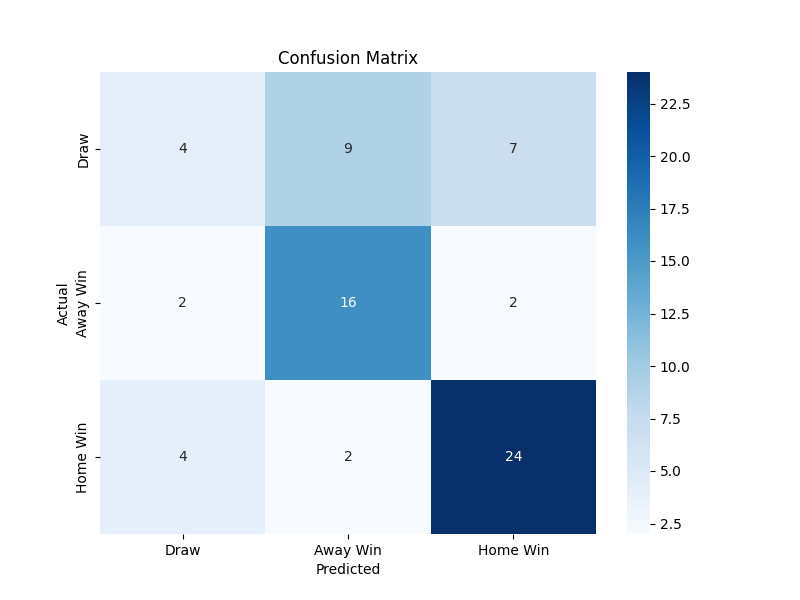 Confusion Matrix
Actual
Draw
4
9
7
22.5
20.0
17.5
15.0
12.5
10.0
7.5
5.0
2.5
Away Win
2
16
2
Home Win
4
2
24
Draw
Away Win
Home Win
Predicted